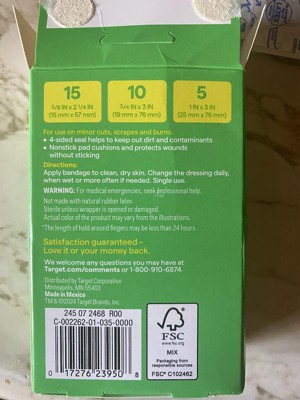 15
5/8 IN x 2 1/4 IN
(15 mm x 57 mm)
10
3/4 IN x 3 IN
(19 mm x 76 mm)
5
1 IN x 3 IN
(25 mm x 76 mm)
For use on minor cuts, scrapes and burns.
• 4-sided seal helps to keep out dirt and contaminants
• Nonstick pad cushions and protects wounds
without sticking
Directions:
Apply bandage to clean, dry skin. Change the dressing daily,
when wet or more often if needed. Single use.
WARNING: For medical emergencies, seek professional help.
Not made with natural rubber latex.
Sterile unless wrapper is opened or damaged.
Actual color of the product may vary from the illustrations.
*The length of hold around fingers may be less than 24 hours.
Satisfaction guaranteed –
Love it or your money back.
We welcome any questions you may have at
Target.com/comments or 1-800-910-6874.
Distributed by Target Corporation
Minneapolis, MN 55403
Made in Mexico
TM & ©2024 Target Brands, Inc.
245 07 2468 R00
C-002262-01-035-0000
0 17276 23950 8
FSC
www.fsc.org
MIX
Packaging from
responsible sources
FSC® C102462